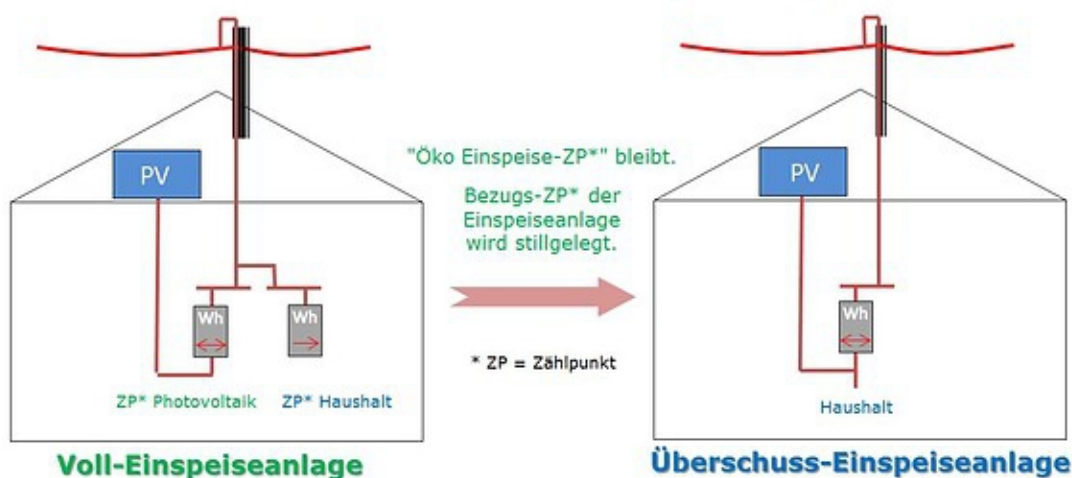 PV
Wh
Wh
ZP* Photovoltaik
ZP* Haushalt
Voll-Einspeiseanlage
"Öko Einspeise-ZP*" bleibt.
Bezugs-ZP* der
Einspeiseanlage
wird stillgelegt.
* ZP = Zählpunkt
PV
Wh
Haushalt
Überschuss-Einspeiseanlage